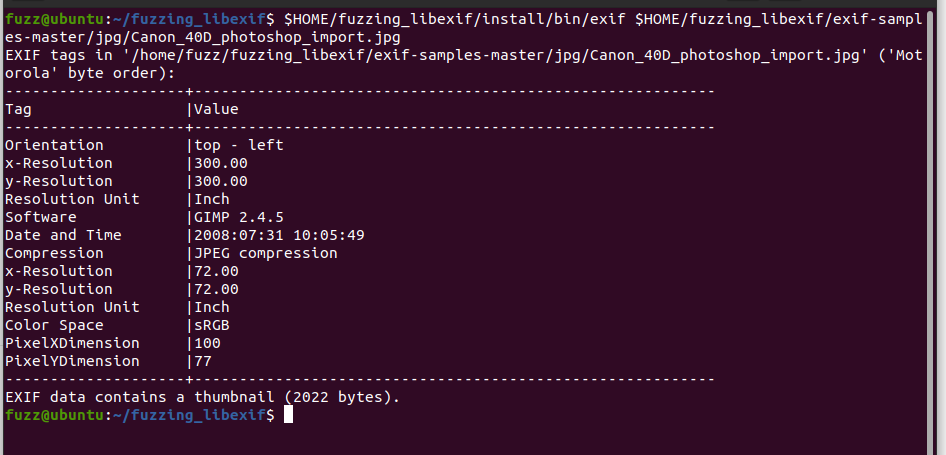 fuzz@ubuntu:~/fuzzing_libexif$ $HOME/fuzzing_libexif/install/bin/exif $HOME/fuzzing_libexif/exif-sampl
es-master/jpg/Canon_40D_photoshop_import.jpg
EXIF tags in '/home/fuzz/fuzzing_libexif/exif-samples-master/jpg/Canon_40D_photoshop_import.jpg' ('Mot
orola' byte order):
--------------------+----------------------------------------------------------
Tag                 |Value
--------------------+----------------------------------------------------------
Orientation         |top - left
x-Resolution        |300.00
y-Resolution        |300.00
Resolution Unit     |Inch
Software            |GIMP 2.4.5
Date and Time       |2008:07:31 10:05:49
Compression         |JPEG compression
x-Resolution        |72.00
y-Resolution        |72.00
Resolution Unit     |Inch
Color Space         |sRGB
PixelXDimension     |100
PixelYDimension     |77
--------------------+----------------------------------------------------------
EXIF data contains a thumbnail (2022 bytes).
fuzz@ubuntu:~/fuzzing_libexif$